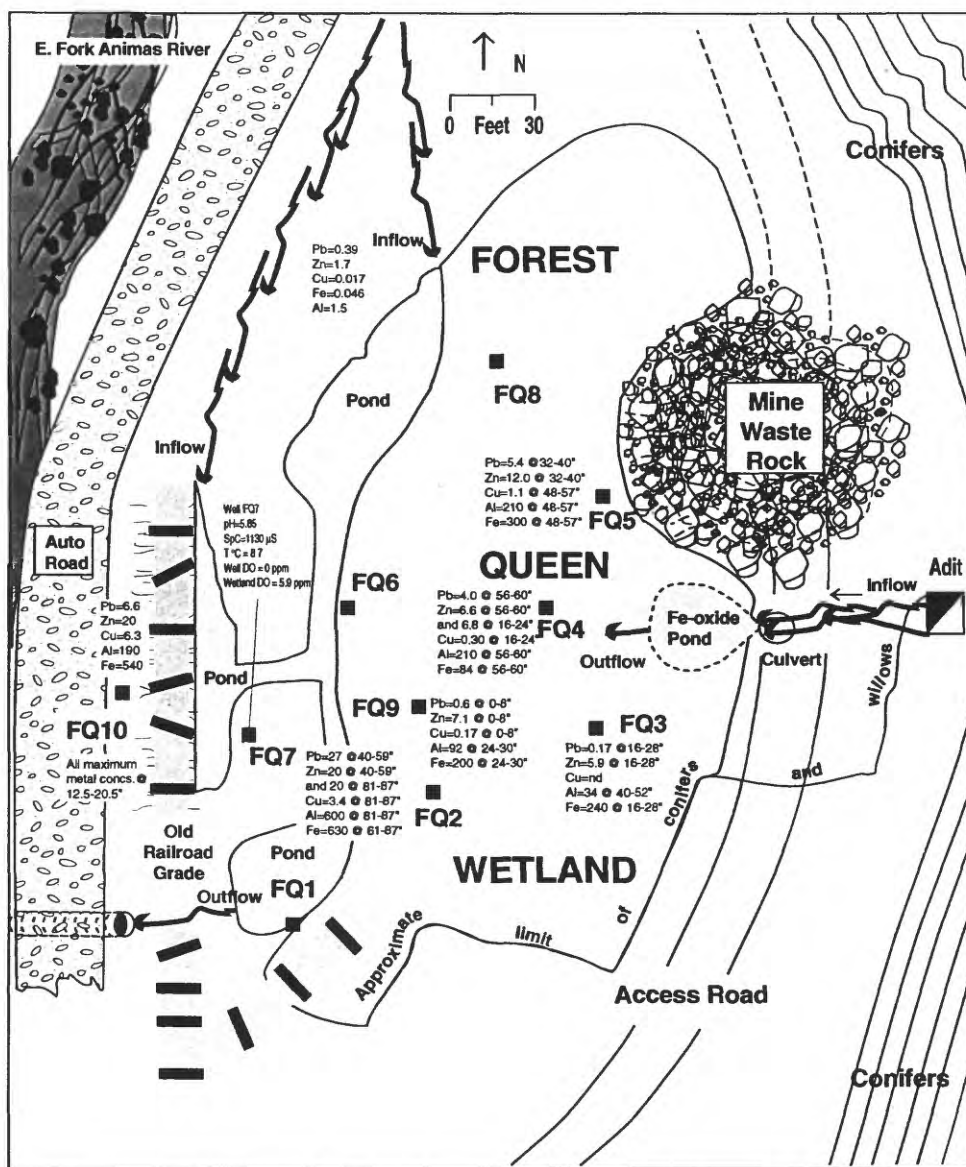 E. Fork Animas River
N
0 Feet 30
Conifers
Inflow
Pb=0.39
Zn=1.7
Cu=0.017
Fe=0.046
Al=1.5
FOREST
Pond
FQ8
Mine
Waste
Rock
Inflow
Pb=5.4 @32-40"
Zn=12.0 @ 32-40"
Cu=1.1 @ 48-57"
Al=210 @ 48-57"
Fe=300 @ 48-57"
FQ5
Well FQ7
pH=5.85
SpC=1130 µS
T °C = 8 7
Well DO = 0 ppm
Wetland DO = 5.9 ppm
Auto
Road
QUEEN
FQ6
Inflow
Adit
Pb=4.0 @ 56-60"
Zn=6.6 @ 56-60"
and 6.8 @ 16-24"
Cu=0.30 @ 16-24"
Al=210 @ 56-60"
Fe=84 @ 56-60"
FQ4
Fe-oxide
Pond
Outflow
Culvert
Pb=6.6
Zn=20
Cu=6.3
Al=190
Fe=540
FQ10
All maximum
metal concs. @
12.5-20.5"
Pond
FQ7
FQ9
Pb=0.6 @ 0-8"
Zn=7.1 @ 0-8"
Cu=0.17 @ 0-8"
Al=92 @ 24-30"
Fe=200 @ 24-30"
FQ3
Pb=0.17 @16-28"
Zn=5.9 @ 16-28"
Cu=nd
Al=34 @ 40-52"
Fe=240 @ 16-28"
Pb=27 @40-59"
Zn=20 @ 40-59"
and 20 @ 81-87"
Cu=3.4 @ 81-87"
Al=600 @ 81-87"
Fe=630 @ 61-87"
FQ2
Old
Railroad
Grade
Pond
Outflow
FQ1
WETLAND
Approximate limit of conifers and willows
Access Road
Conifers